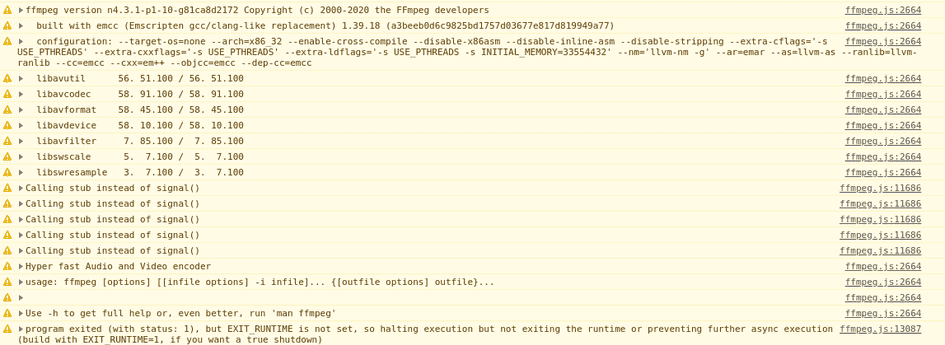 ffmpeg version n4.3.1-p1-10-g81ca8d2172 Copyright (c) 2000-2020 the FFmpeg developers ffmpeg.js:2664
built with emcc (Emscripten gcc/clang-like replacement) 1.39.18 (a3beeb0d6c9825bd1757d03677e817d819949a77) ffmpeg.js:2664
configuration: --target-os=none --arch=x86_32 --enable-cross-compile --disable-x86asm --disable-inline-asm --disable-stripping --extra-cflags='-s ffmpeg.js:2664
USE_PTHREADS' --extra-cxxflags='-s USE_PTHREADS' --extra-ldflags='-s USE_PTHREADS -s INITIAL_MEMORY=33554432' --nm='llvm-nm -g' --ar=emar --as=llvm-as --ranlib=llvm-
ranlib --cc=emcc --cxx=em++ --objcc=emcc --dep-cc=emcc
libavutil 56. 51.100 / 56. 51.100 ffmpeg.js:2664
libavcodec 58. 91.100 / 58. 91.100 ffmpeg.js:2664
libavformat 58. 45.100 / 58. 45.100 ffmpeg.js:2664
libavdevice 58. 10.100 / 58. 10.100 ffmpeg.js:2664
libavfilter 7. 85.100 / 7. 85.100 ffmpeg.js:2664
libswscale 5. 7.100 / 5. 7.100 ffmpeg.js:2664
libswresample 3. 7.100 / 3. 7.100 ffmpeg.js:2664
Calling stub instead of signal() ffmpeg.js:11686
Calling stub instead of signal() ffmpeg.js:11686
Calling stub instead of signal() ffmpeg.js:11686
Calling stub instead of signal() ffmpeg.js:11686
Calling stub instead of signal() ffmpeg.js:11686
Hyper fast Audio and Video encoder ffmpeg.js:2664
usage: ffmpeg [options] [[infile options] -i infile]... {[outfile options] outfile}... ffmpeg.js:2664
ffmpeg.js:2664
Use -h to get full help or, even better, run 'man ffmpeg' ffmpeg.js:2664
program exited (with status: 1), but EXIT_RUNTIME is not set, so halting execution but not exiting the runtime or preventing further async execution ffmpeg.js:13087
(build with EXIT_RUNTIME=1, if you want a true shutdown)